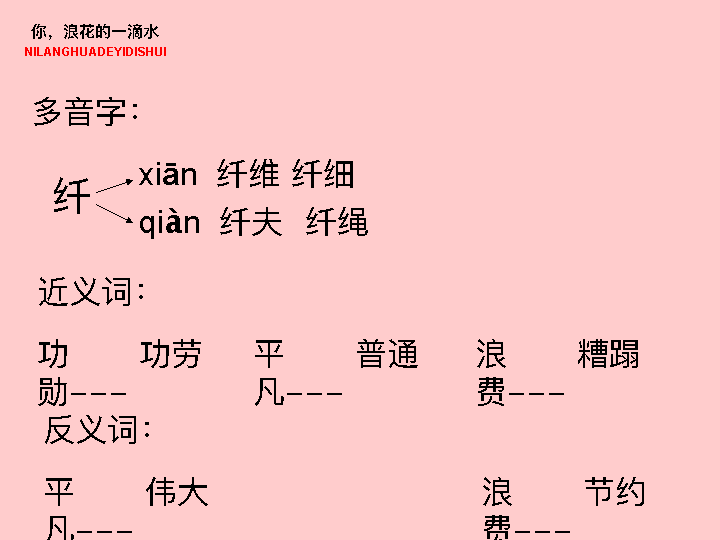 你，浪花的一滴水
NILANGHUADEYIDISHUI
多音字：
纤
xiān 纤维 纤细
qiàn 纤夫 纤绳
近义词：
功勋--- 功劳 平凡--- 普通 浪费--- 糟蹋
反义词：
平凡--- 伟大 浪费--- 节约